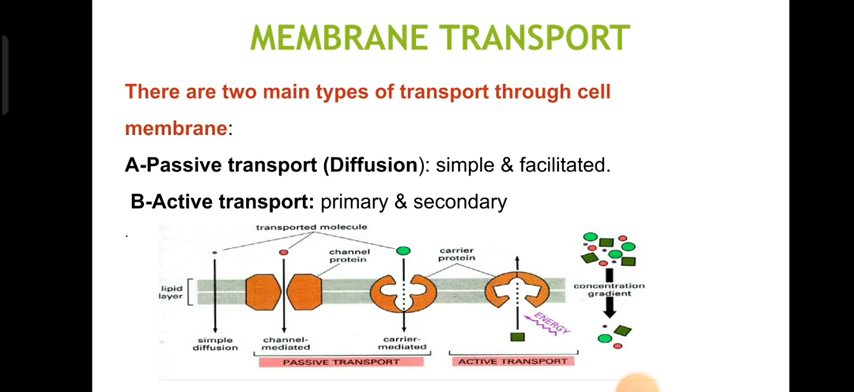 MEMBRANE TRANSPORT
There are two main types of transport through cell
membrane:
A-Passive transport (Diffusion): simple & facilitated.
B-Active transport: primary & secondary
.
transported molecule
channel
protein
carrier
protein
lipid
layer
concentration
gradient
ENERGY
simple
diffusion
channel-
mediated
carrier-
mediated
PASSIVE TRANSPORT
ACTIVE TRANSPORT